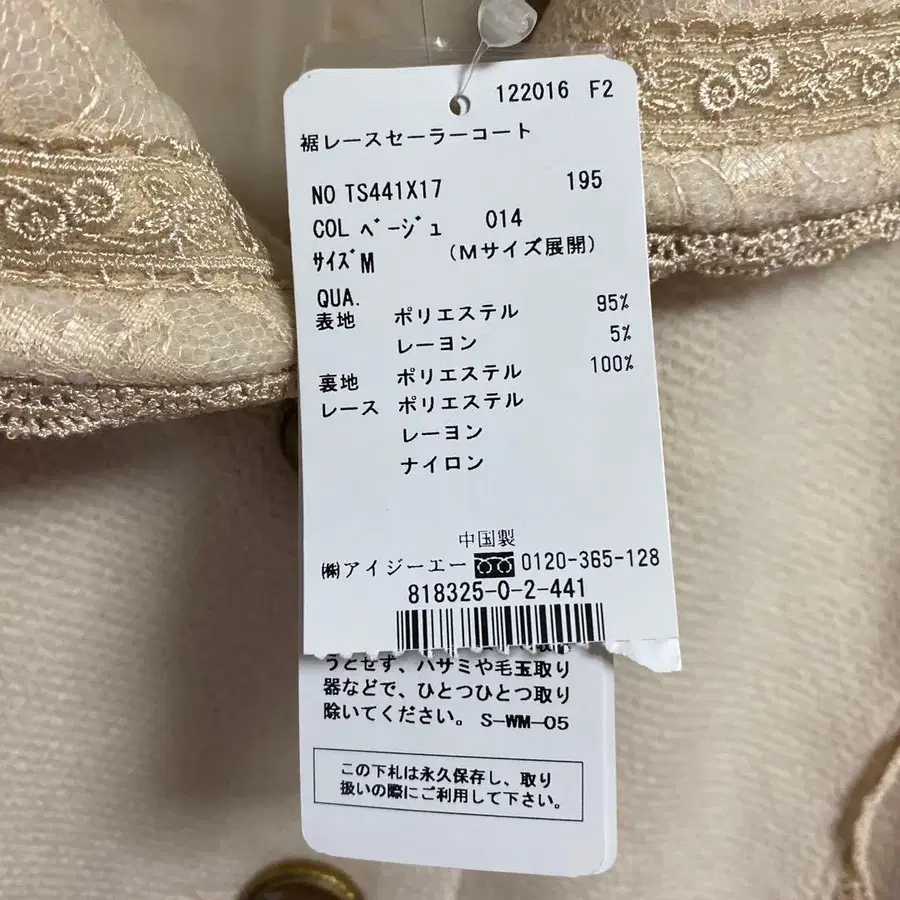 122016 F2
裾レースセーラーコート
NO TS441X17 195
COL ﾍﾞｰｼﾞｭ 014
ｻｲｽﾞM (Mサイズ展開)
QUA.
表地 ポリエステル 95%
レーヨン 5%
裏地 ポリエステル 100%
レース ポリエステル
レーヨン
ナイロン
中国製
㈱アイジーエー 0120-365-128
818325-0-2-441
うとせず、ハサミや毛玉取り
器などで、ひとつひとつ取り
除いてください。 S-WM-05
この下札は永久保存し、取り
扱いの際にご利用して下さい。